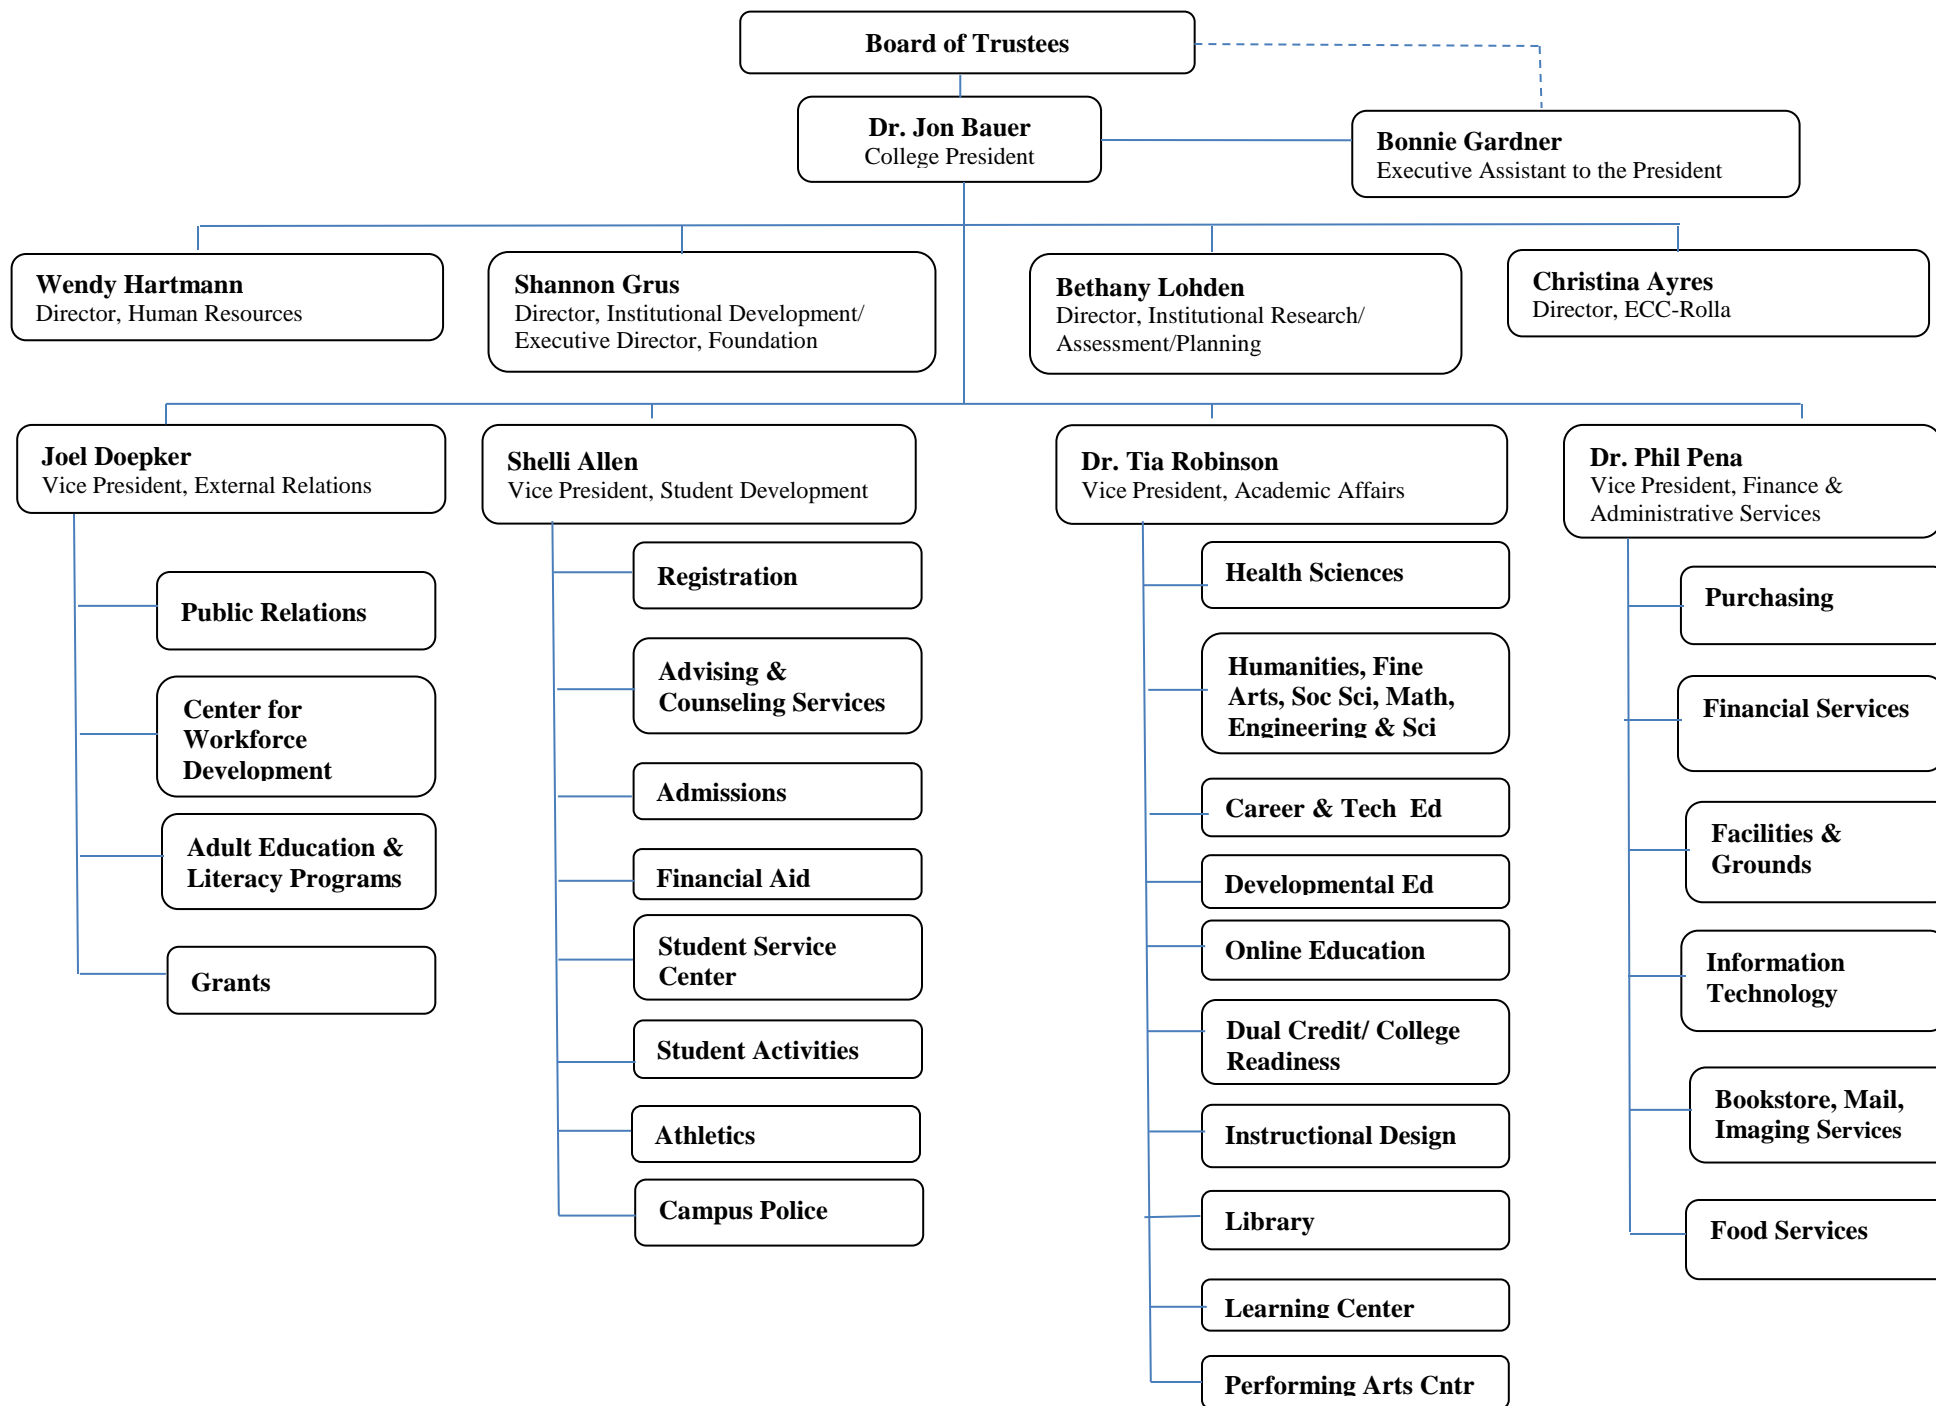 Board of Trustees
Dr. Jon Bauer
College President
Bonnie Gardner
Executive Assistant to the President
Wendy Hartmann
Director, Human Resources
Shannon Grus
Director, Institutional Development/
Executive Director, Foundation
Bethany Lohden
Director, Institutional Research/
Assessment/Planning
Christina Ayres
Director, ECC-Rolla
Joel Doepker
Vice President, External Relations
Public Relations
Center for
Workforce
Development
Adult Education &
Literacy Programs
Grants
Shelli Allen
Vice President, Student Development
Registration
Advising &
Counseling Services
Admissions
Financial Aid
Student Service
Center
Student Activities
Athletics
Campus Police
Dr. Tia Robinson
Vice President, Academic Affairs
Health Sciences
Humanities, Fine
Arts, Soc Sci, Math,
Engineering & Sci
Career & Tech  Ed
Developmental Ed
Online Education
Dual Credit/ College
Readiness
Instructional Design
Library
Learning Center
Performing Arts Cntr
Dr. Phil Pena
Vice President, Finance &
Administrative Services
Purchasing
Financial Services
Facilities &
Grounds
Information
Technology
Bookstore, Mail,
Imaging Services
Food Services